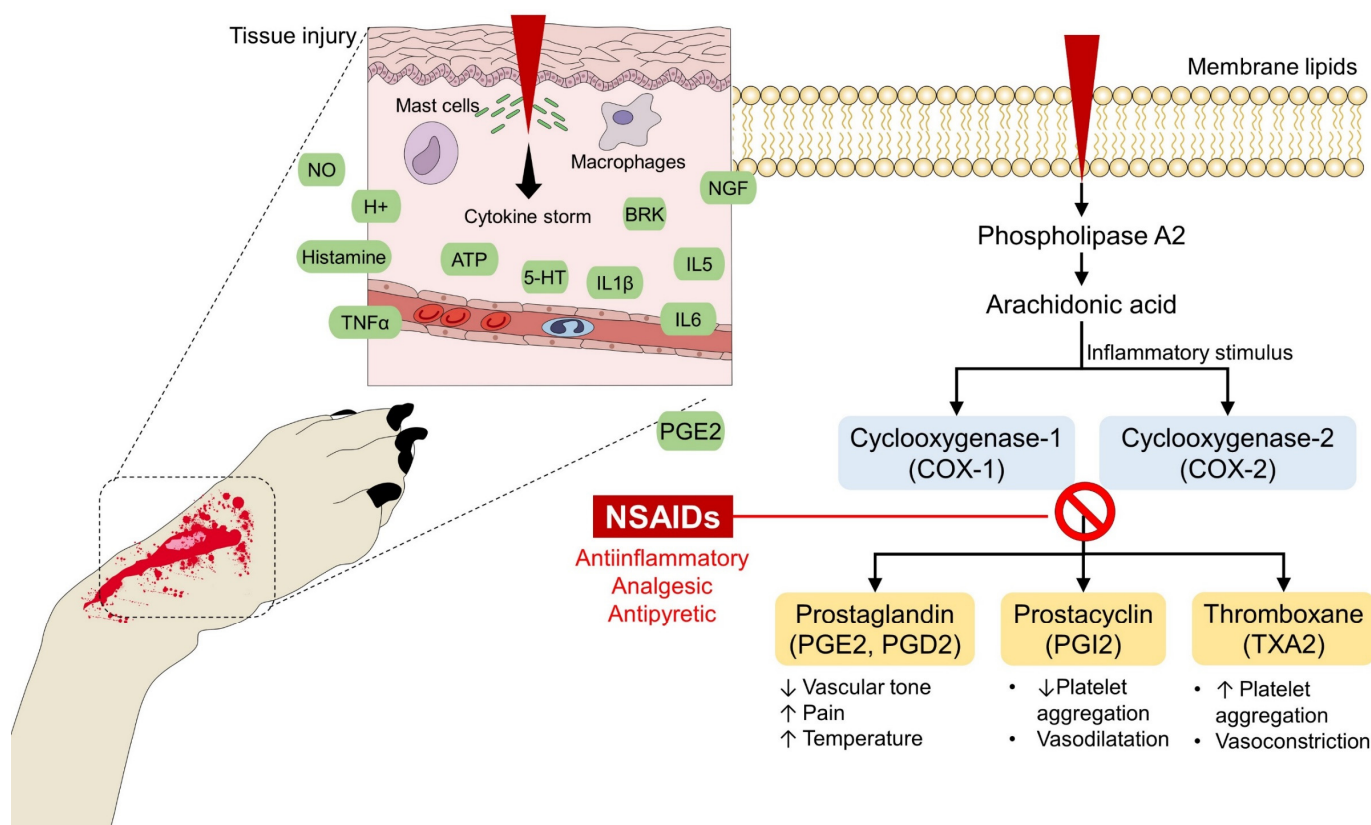 Tissue injury
Mast cells
Macrophages
NO
H+
Histamine
TNFα
Cytokine storm
ATP
5-HT
IL1β
BRK
NGF
IL5
IL6
PGE2
Membrane lipids
Phospholipase A2
Arachidonic acid
Inflammatory stimulus
Cyclooxygenase-1
(COX-1)
Cyclooxygenase-2
(COX-2)
NSAIDs
Antiinflammatory
Analgesic
Antipyretic
Prostaglandin
(PGE2, PGD2)
↓ Vascular tone
↑ Pain
↑ Temperature
Prostacyclin
(PGI2)
• ↓Platelet
aggregation
• Vasodilatation
Thromboxane
(TXA2)
• ↑ Platelet
aggregation
• Vasoconstriction